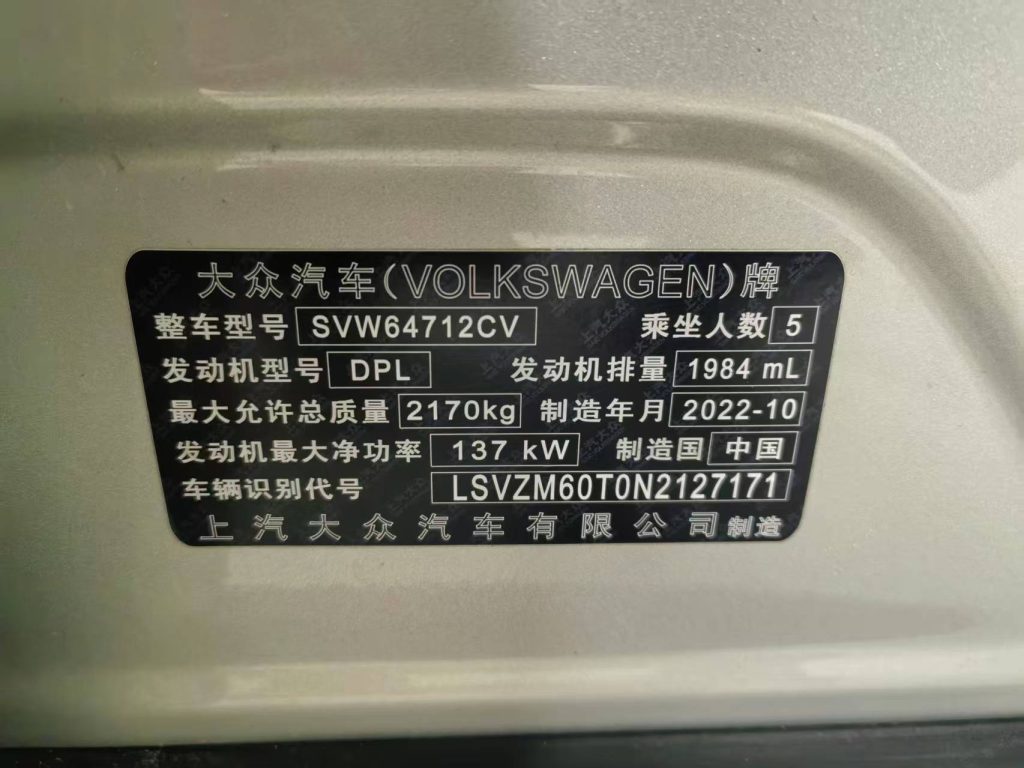 大众汽车(VOLKSWAGEN)牌
整车型号 SVW64712CV 乘坐人数 5
发动机型号 DPL 发动机排量 1984 mL
最大允许总质量 2170kg 制造年月 2022-10
发动机最大净功率 137 kW 制造国 中国
车辆识别代号 LSVZM60T0N2127171
上汽大众汽车有限公司 制造